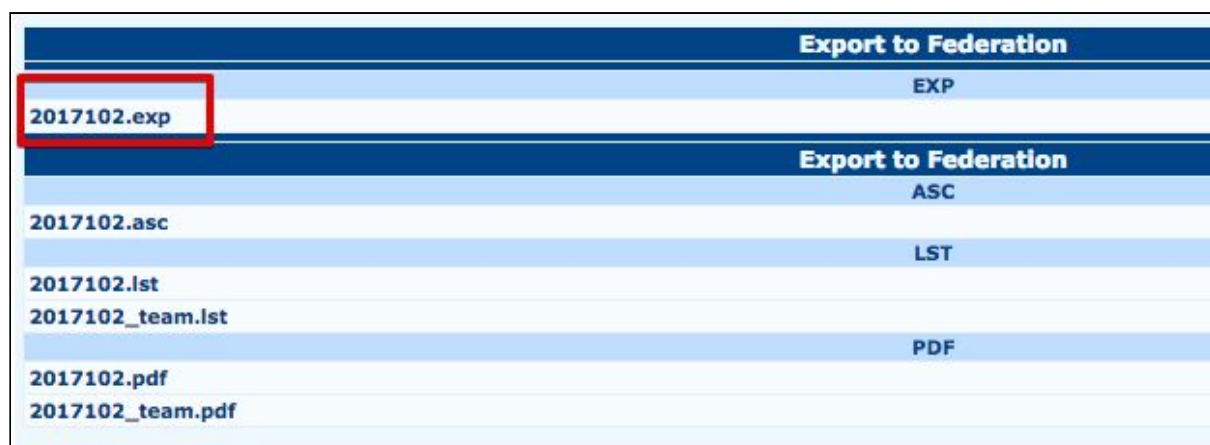 Export to Federation
EXP
2017102.exp
Export to Federation
ASC
2017102.asc
LST
2017102.lst
2017102_team.lst
PDF
2017102.pdf
2017102_team.pdf